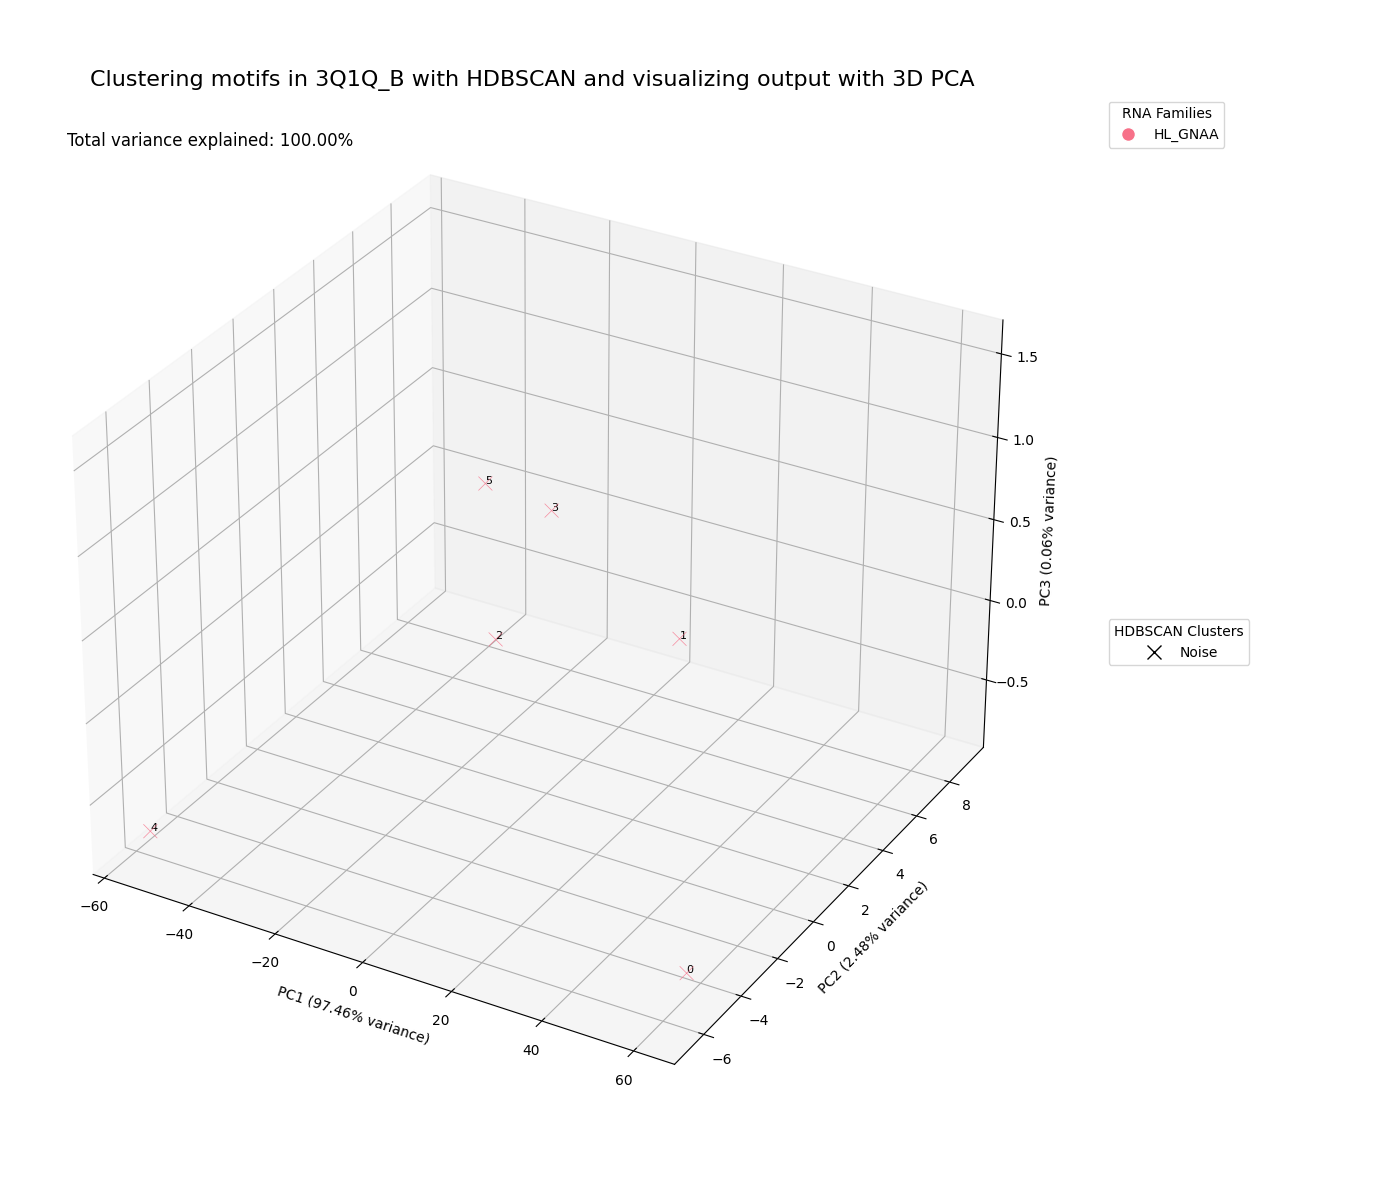 Clustering motifs in 3Q1Q_B with HDBSCAN and visualizing output with 3D PCA
Total variance explained: 100.00%
RNA Families
HL_GNAA
1.5
1.0
0.5
0.0
−0.5
PC3 (0.06% variance)
5
3
2
1
4
0
HDBSCAN Clusters
Noise
8
6
4
2
0
−2
−4
−6
PC2 (2.48% variance)
−60
−40
−20
0
20
40
60
PC1 (97.46% variance)